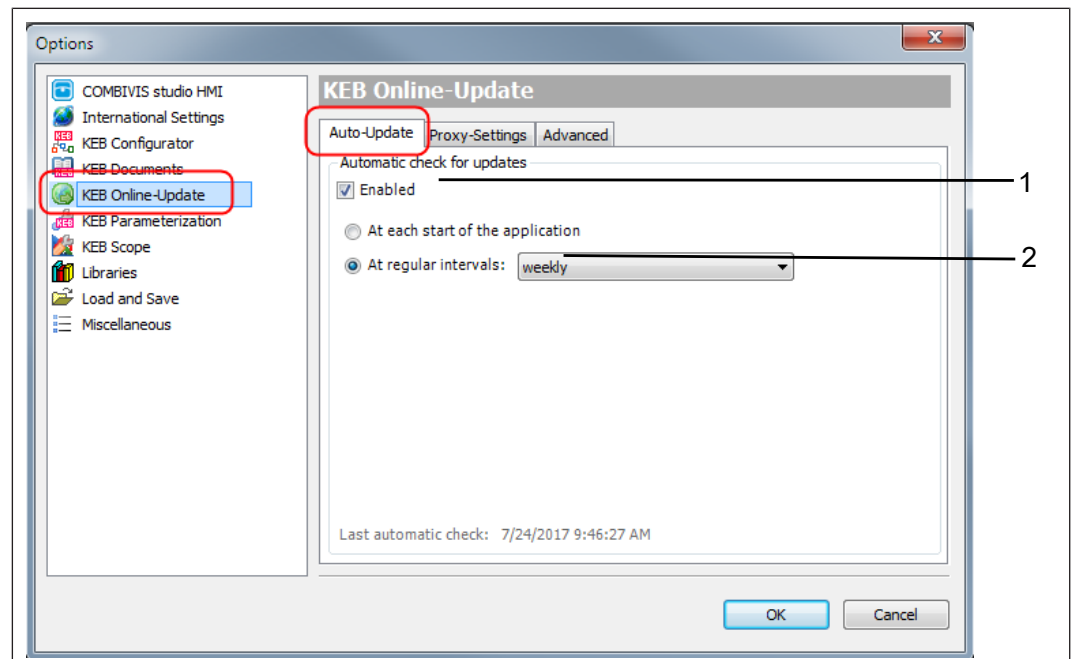 Options
COMBIVIS studio HMI
International Settings
KEB Configurator
KEB Documents
KEB Online-Update
KEB Parameterization
KEB Scope
Libraries
Load and Save
Miscellaneous
KEB Online-Update
Auto-Update Proxy-Settings Advanced
Automatic check for updates
Enabled
At each start of the application
At regular intervals: weekly
Last automatic check: 7/24/2017 9:46:27 AM
OK Cancel
1
2